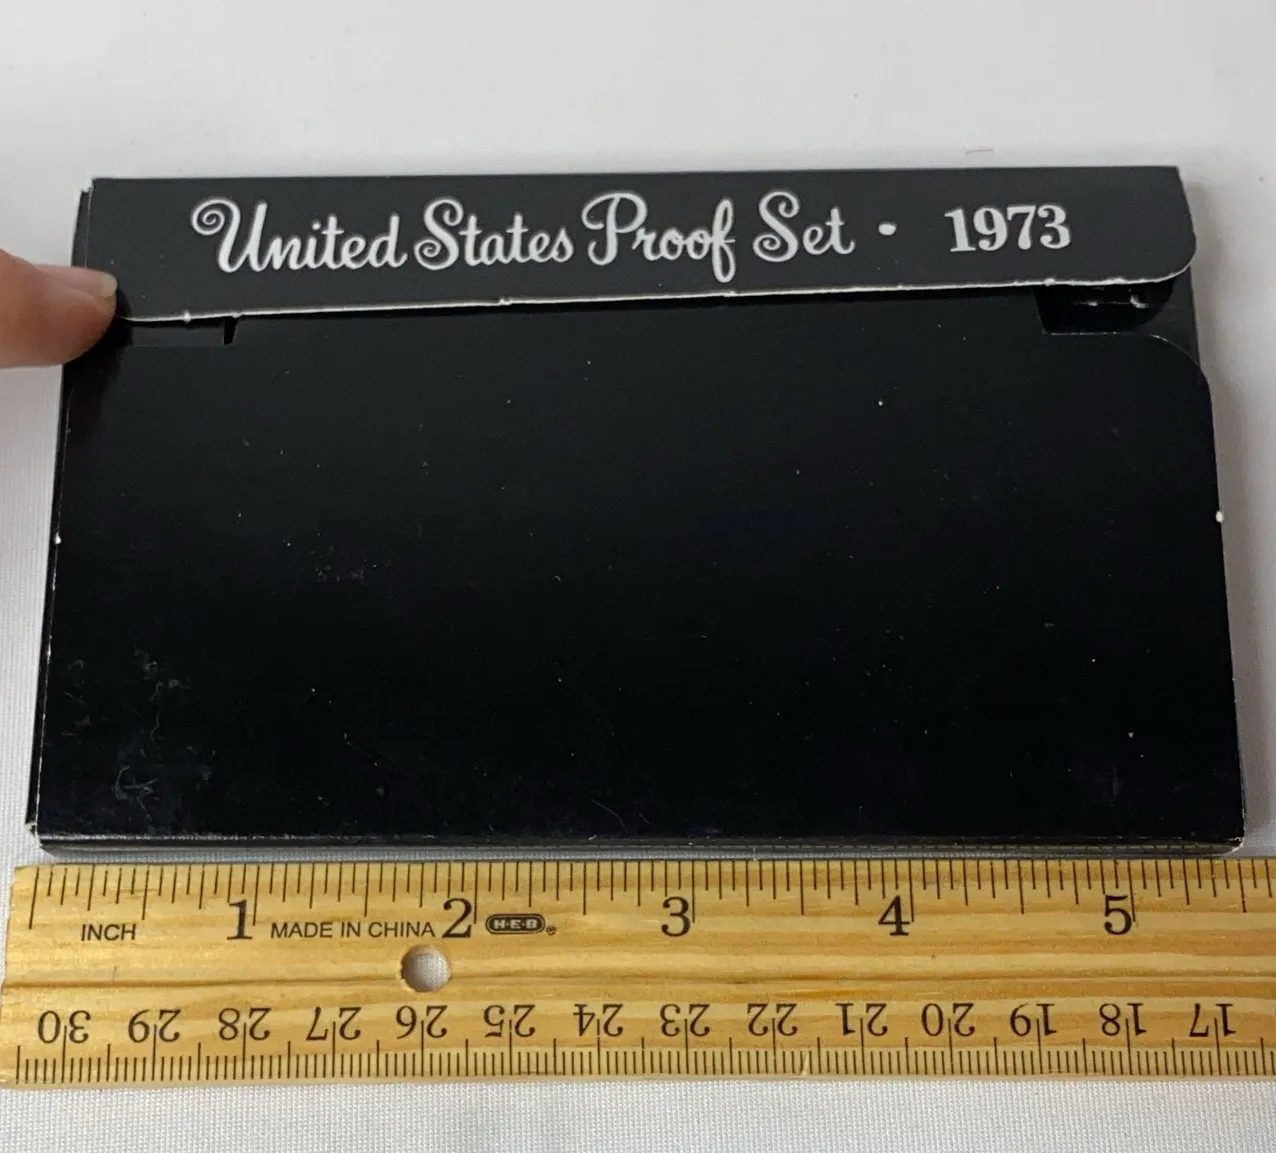 United States Proof Set • 1973
1 2 3 4 5
INCH MADE IN CHINA H-E-B®
30 29 28 27 26 25 24 23 22 21 20 19 18 17